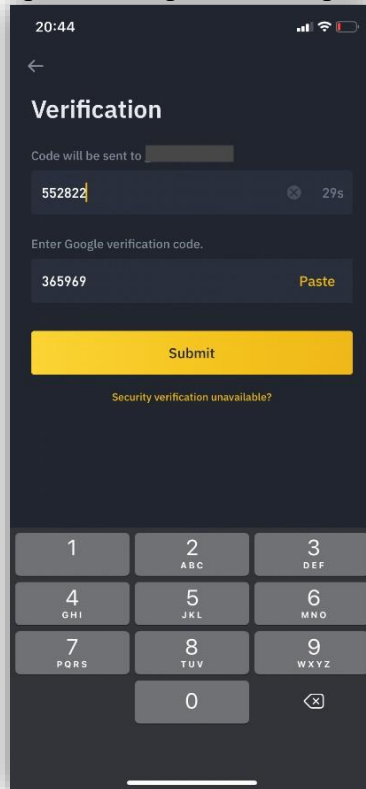 20:44
Verification
Code will be sent to
552822 29s
Enter Google verification code.
365969 Paste
Submit
Security verification unavailable?
1 2 3
ABC DEF
4 5 6
GHI JKL MNO
7 8 9
PQRS TUV WXYZ
0